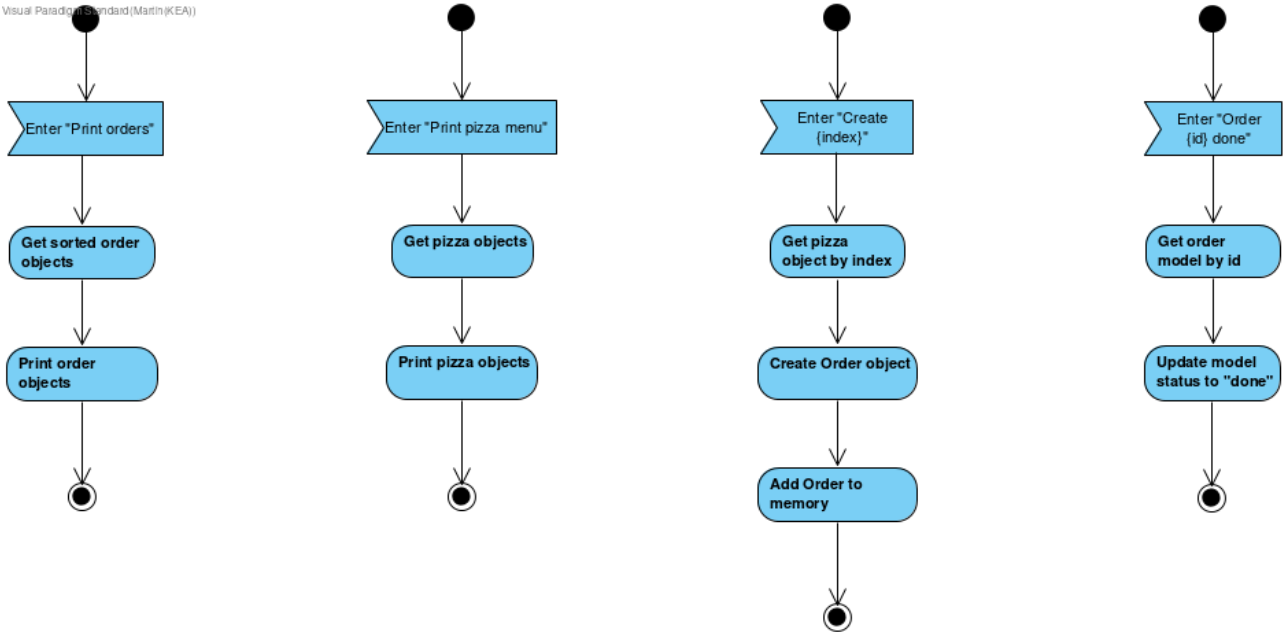 Visual Paradigm Standard(Martin(KEA))
Enter "Print orders"
Get sorted order
objects
Print order
objects
Enter "Print pizza menu"
Get pizza objects
Print pizza objects
Enter "Create
{index}"
Get pizza
object by index
Create Order object
Add Order to
memory
Enter "Order
{id} done"
Get order
model by id
Update model
status to "done"